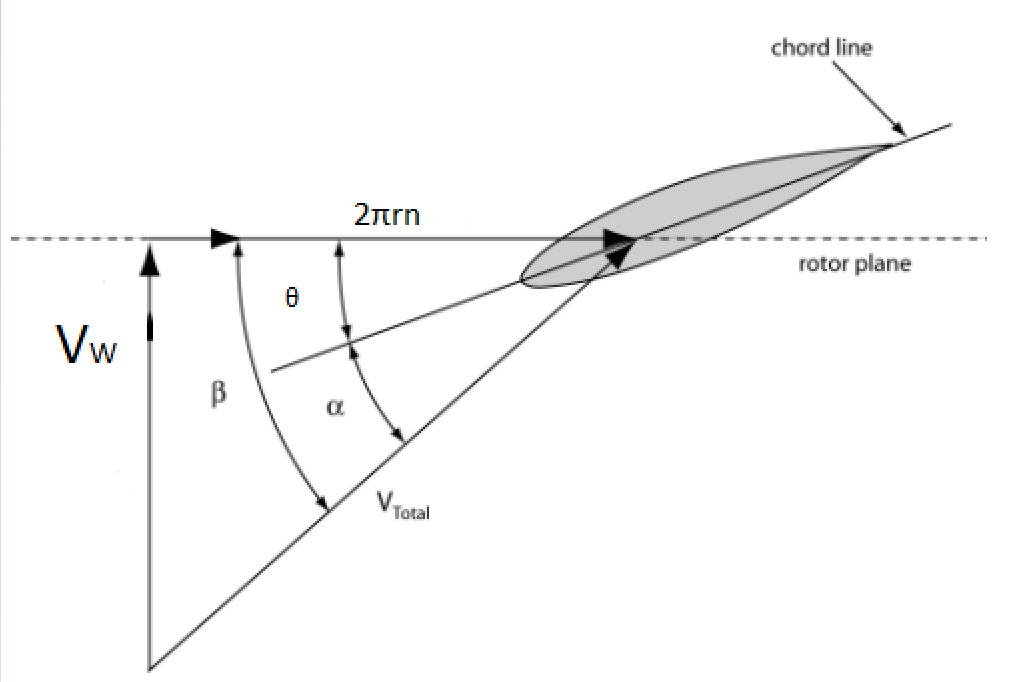 chord line
2πrn
rotor plane
θ
Vw
β
α
VTotal